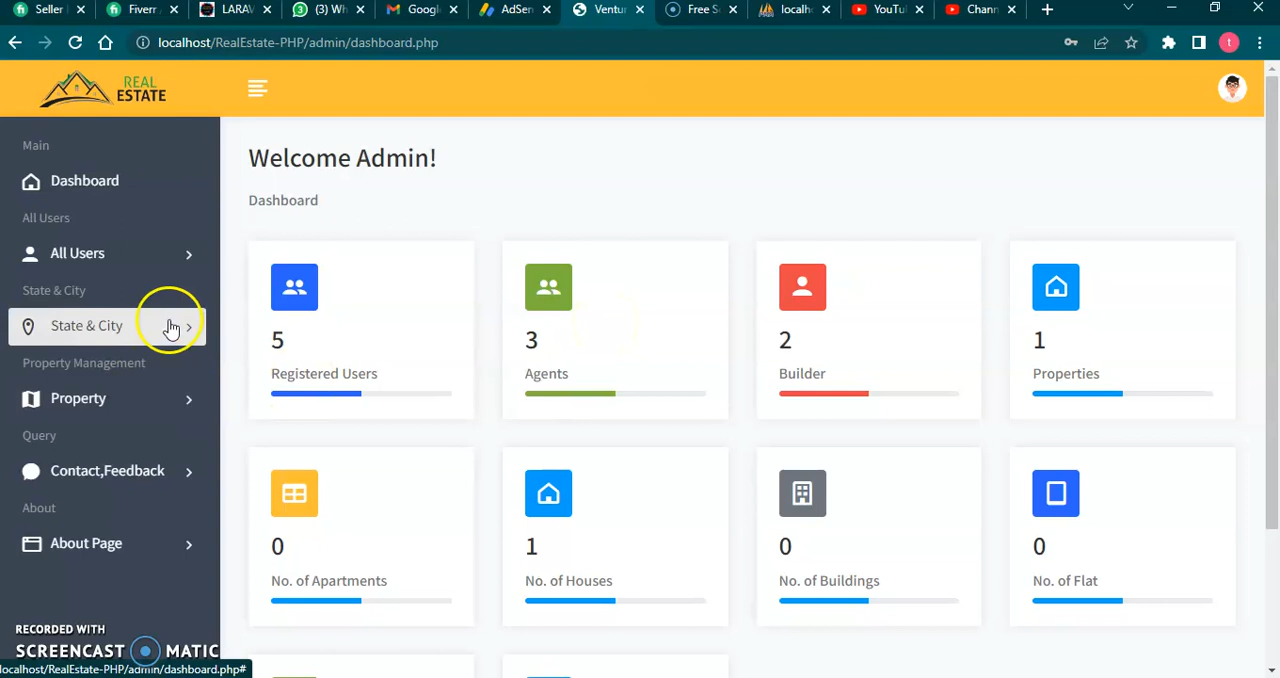 Seller
Fiverr
LARAV
(3) Wh
Googl
AdSen
Ventur
Free S
localh
YouTu
Chann
localhost/RealEstate-PHP/admin/dashboard.php
t
REAL
ESTATE
Main
Dashboard
All Users
All Users
State & City
State & City
Property Management
Property
Query
Contact,Feedback
About
About Page
Welcome Admin!
Dashboard
5
Registered Users
3
Agents
2
Builder
1
Properties
0
No. of Apartments
1
No. of Houses
0
No. of Buildings
0
No. of Flat
RECORDED WITH
SCREENCAST MATIC
localhost/RealEstate-PHP/admin/dashboard.php#